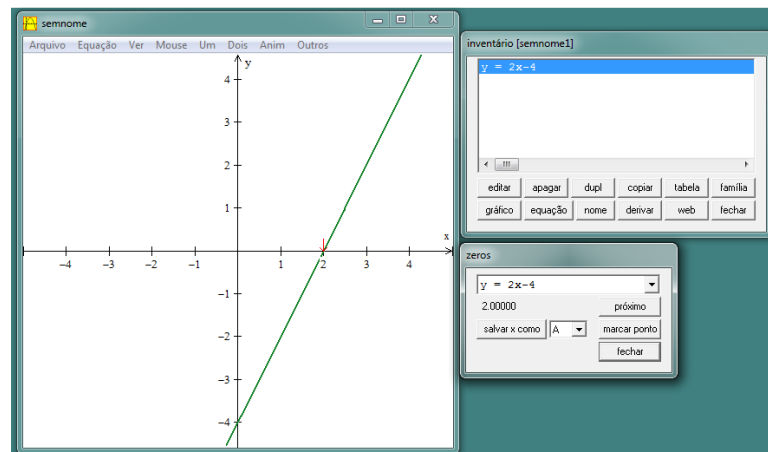 semnome
Arquivo Equação Ver Mouse Um Dois Anim Outros
y
4
3
2
1
x
−4 −3 −2 −1 1 2 3 4
−1
−2
−3
−4
inventário [semnome1]
y = 2x-4
editar apagar dupl copiar tabela família
gráfico equação nome derivar web fechar
zeros
y = 2x-4
2.00000 próximo
salvar x como A marcar ponto
fechar